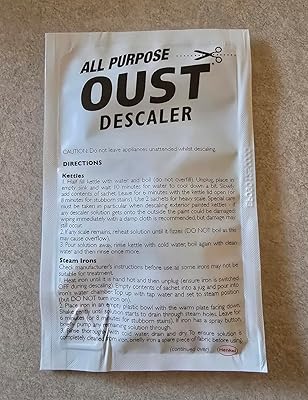 ALL PURPOSE
OUST
DESCALER
CAUTION: Do not leave appliances unattended whilst descaling.
DIRECTIONS
Kettles
1. Half fill kettle with water and boil (do not overfill). Unplug, place in
empty sink and wait 10 minutes for water to cool down a bit. Slowly
add contents of sachet. Leave for 6 minutes with the kettle lid open (or
8 minutes for stubborn stains). Use 2 sachets for heavy scale. Special care
must be taken in particular when descaling exterior painted kettles - if
any descaler solution gets onto the outside the paint could be damaged
wiping immediately with a damp cloth is recommended, but damage may
still occur.
2. If any scale remains, reheat solution until it fizzes (DO NOT boil as this
may cause overflow).
3. Pour solution away, rinse kettle with cold water, boil again with clean
water and then rinse once more.
Steam Irons
Check manufacturer's instructions before use as some irons may not be
suitable for treatment.
1. Heat iron until it is hand hot and then unplug (ensure iron is switched
OFF during descaling). Empty contents of sachet into a jug and pour into
iron's water chamber. Top up with tap water and set to steam position
(but DO NOT turn iron on).
2. Place iron in an empty plastic bowl with the warm plate facing down.
Shake gently until solution starts to drain through steam holes. Leave for
6 minutes (or 8 minutes for stubborn stains). If iron has a spray button,
pump any remaining solution through.
3. Rinse thoroughly with cold water, drain and dry. To ensure solution is
completely cleaned from iron, briefly iron a spare piece of fabric before using.
(continued over)
Henkel